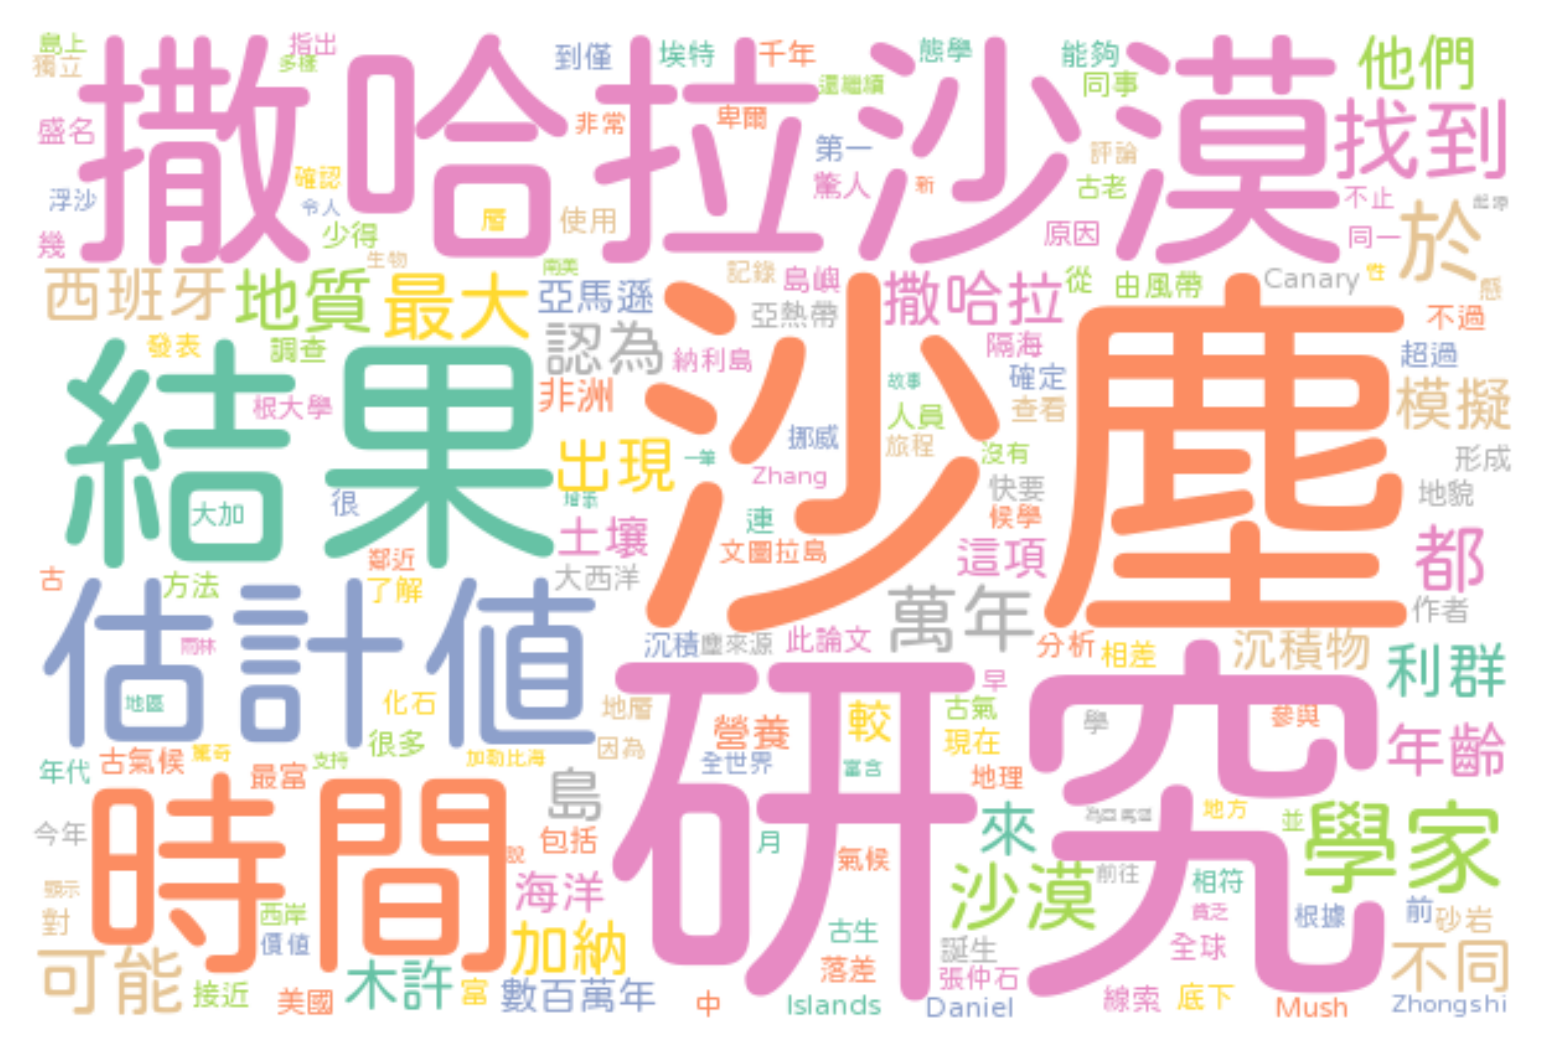 撒哈拉沙漠
島上
獨立
指出
多樣
到僅
埃特
千年
還繼續
態學
能夠
同事
他們
找到
盛名
非常
卑爾
第一
評論
驚人
新
古老
浮沙
確認
令人
層
使用
不止
起源
幾
少得
原因
同一
於
生物
南美
記錄
島嶼
從
由風帶
Canary
性
懸
西班牙
地質
最大
亞馬遜
亞熱帶
撒哈拉
不過
發表
調查
認為
納利島
隔海
超過
沙塵
結果
根大學
非洲
故事
確定
查看
模擬
人員
挪威
旅程
出現
一筆
沒有
形成
Zhang
快要
地貌
很
增添
大加
連
候學
土壤
文圖拉島
這項
都
鄰近
古
方法
了解
大西洋
萬年
作者
估計值
雨林
沉積
塵來源
此論文
分析
相差
沉積物
利群
研究
早
地區
化石
地層
營養
較
古氣
學
參與
很多
因為
全世界
現在
年齡
年代
古氣候
驚奇
最富
支持
加勒比海
富含
地理
時間
島
來
為亞馬遜
地方
並
學家
今年
包括
月
氣候
脫
沙漠
前往
相符
顯示
海洋
貧乏
對
西岸
根據
前
砂岩
價值
加納
古生
誕生
全球
不同
可能
落差
張仲石
接近
美國
木許
富
數百萬年
中
Islands
Daniel
線索
底下
Mush
Zhongshi